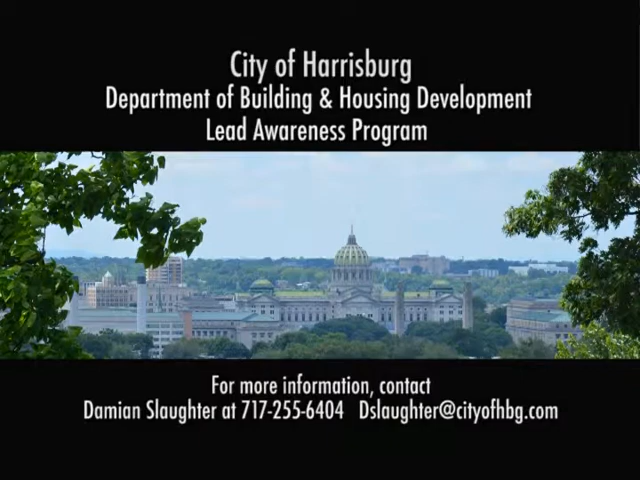 City of Harrisburg
Department of Building & Housing Development
Lead Awareness Program
For more information, contact
Damian Slaughter at 717-255-6404 Dslaughter@cityofhbg.com